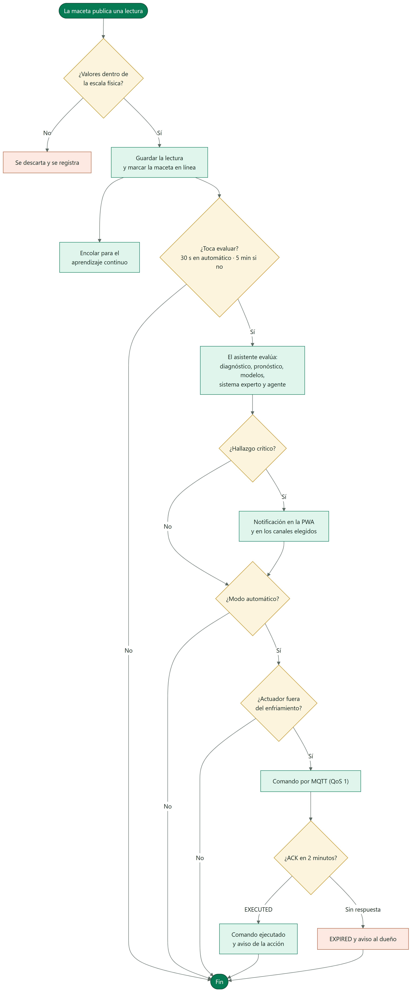 La maceta publica una lectura
¿Valores dentro de
la escala física?
No
Sí
Se descarta y se registra
Guardar la lectura
y marcar la maceta en línea
Encolar para el
aprendizaje continuo
¿Toca evaluar?
30 s en automático · 5 min si
no
Sí
El asistente evalúa:
diagnóstico, pronóstico,
modelos,
sistema experto y agente
¿Hallazgo crítico?
Sí
No
Notificación en la PWA
y en los canales elegidos
¿Modo automático?
No
Sí
¿Actuador fuera
del enfriamiento?
Sí
Comando por MQTT (QoS 1)
No
No
¿ACK en 2 minutos?
EXECUTED
Sin respuesta
Comando ejecutado
y aviso de la acción
EXPIRED y aviso al dueño
Fin